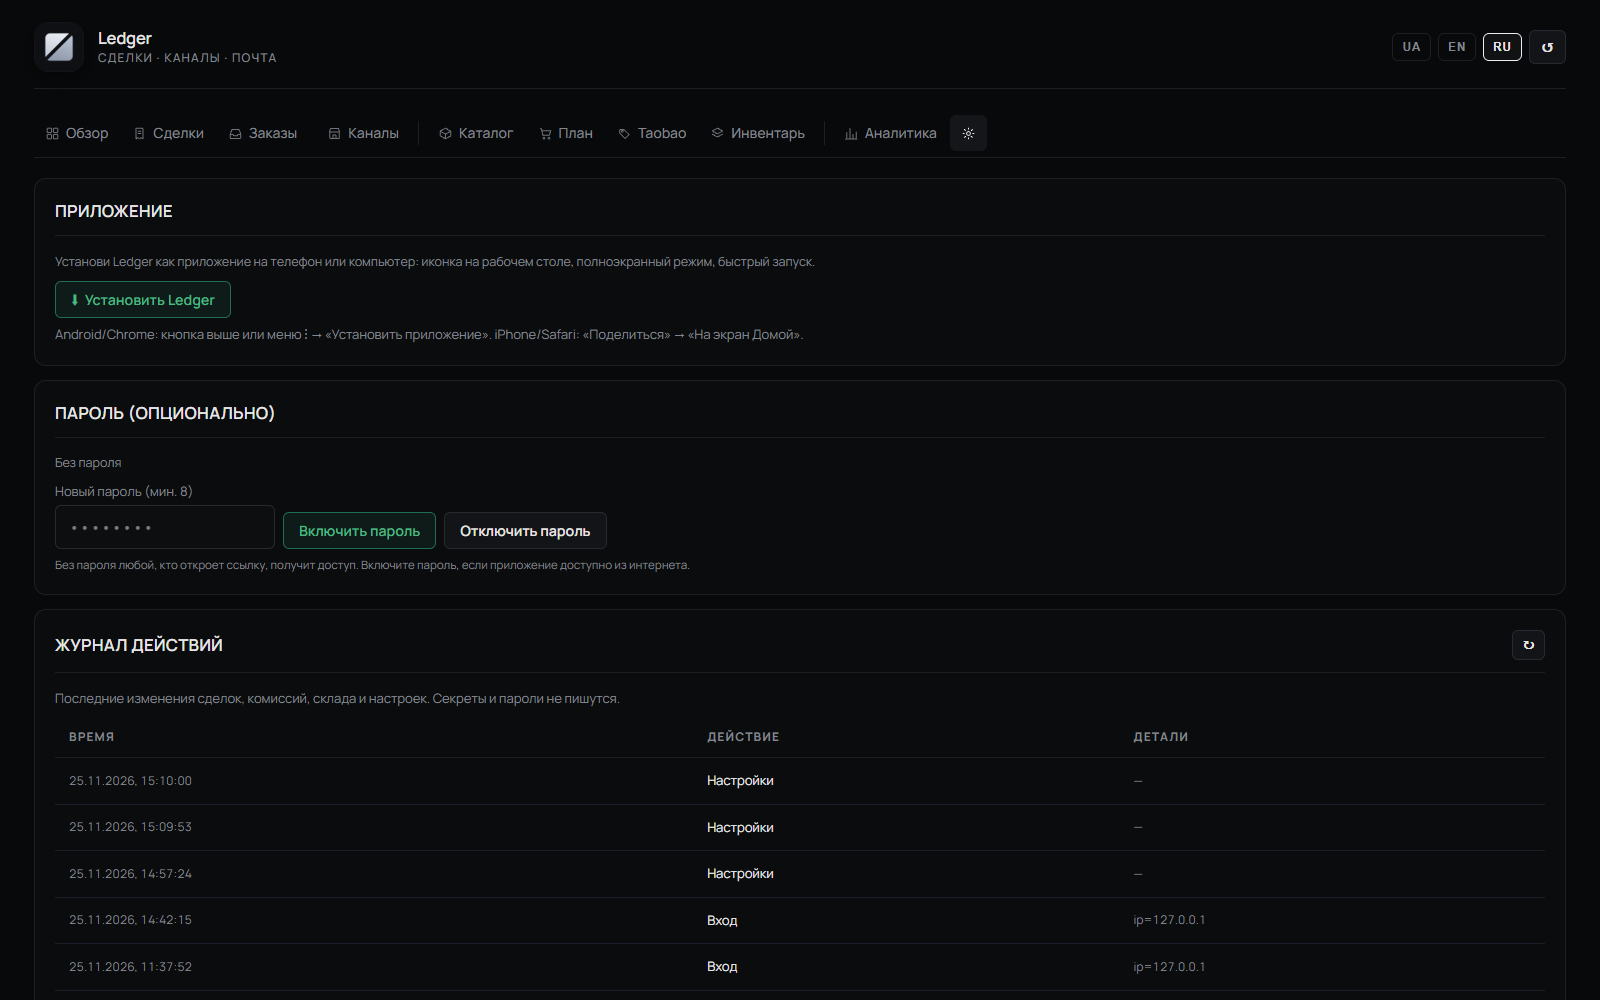 Ledger
СДЕЛКИ · КАНАЛЫ · ПОЧТА
UA EN RU ↺
Обзор Сделки Заказы Каналы Каталог План Taobao Инвентарь Аналитика
ПРИЛОЖЕНИЕ
Установи Ledger как приложение на телефон или компьютер: иконка на рабочем столе, полноэкранный режим, быстрый запуск.
⬇ Установить Ledger
Android/Chrome: кнопка выше или меню ⋮ → «Установить приложение». iPhone/Safari: «Поделиться» → «На экран Домой».
ПАРОЛЬ (ОПЦИОНАЛЬНО)
Без пароля
Новый пароль (мин. 8)
•••••••• Включить пароль Отключить пароль
Без пароля любой, кто откроет ссылку, получит доступ. Включите пароль, если приложение доступно из интернета.
ЖУРНАЛ ДЕЙСТВИЙ ↻
Последние изменения сделок, комиссий, склада и настроек. Секреты и пароли не пишутся.
ВРЕМЯ ДЕЙСТВИЕ ДЕТАЛИ
25.11.2026, 15:10:00 Настройки —
25.11.2026, 15:09:53 Настройки —
25.11.2026, 14:57:24 Настройки —
25.11.2026, 14:42:15 Вход ip=127.0.0.1
25.11.2026, 11:37:52 Вход ip=127.0.0.1